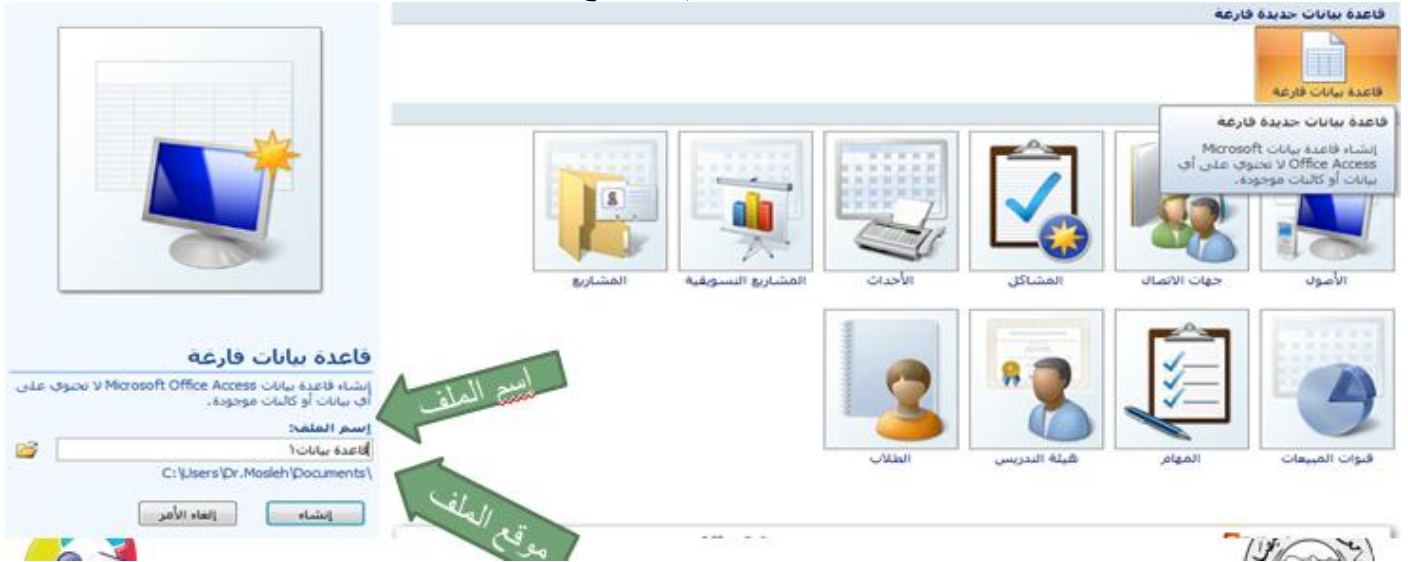 قاعدة بيانات جديدة فارغة
قاعدة بيانات فارغة
قاعدة بيانات جديدة فارغة
إنشاء قاعدة بيانات Microsoft
Office Access لا تحتوي على أي
بيانات أو كائنات موجودة.
الأصول
جهات الاتصال
المشاكل
الأحداث
المشاريع التسويقية
المشاريع
قنوات المبيعات
المهام
هيئة التدريس
الطلاب
قاعدة بيانات فارغة
إنشاء قاعدة بيانات Microsoft Office Access لا تحتوي على
أي بيانات أو كائنات موجودة.
إسم الملف:
قاعدة بيانات١
C:\Users\Dr.Mosleh\Documents\
إنشاء
إلغاء الأمر
إسم الملف
موقع الملف